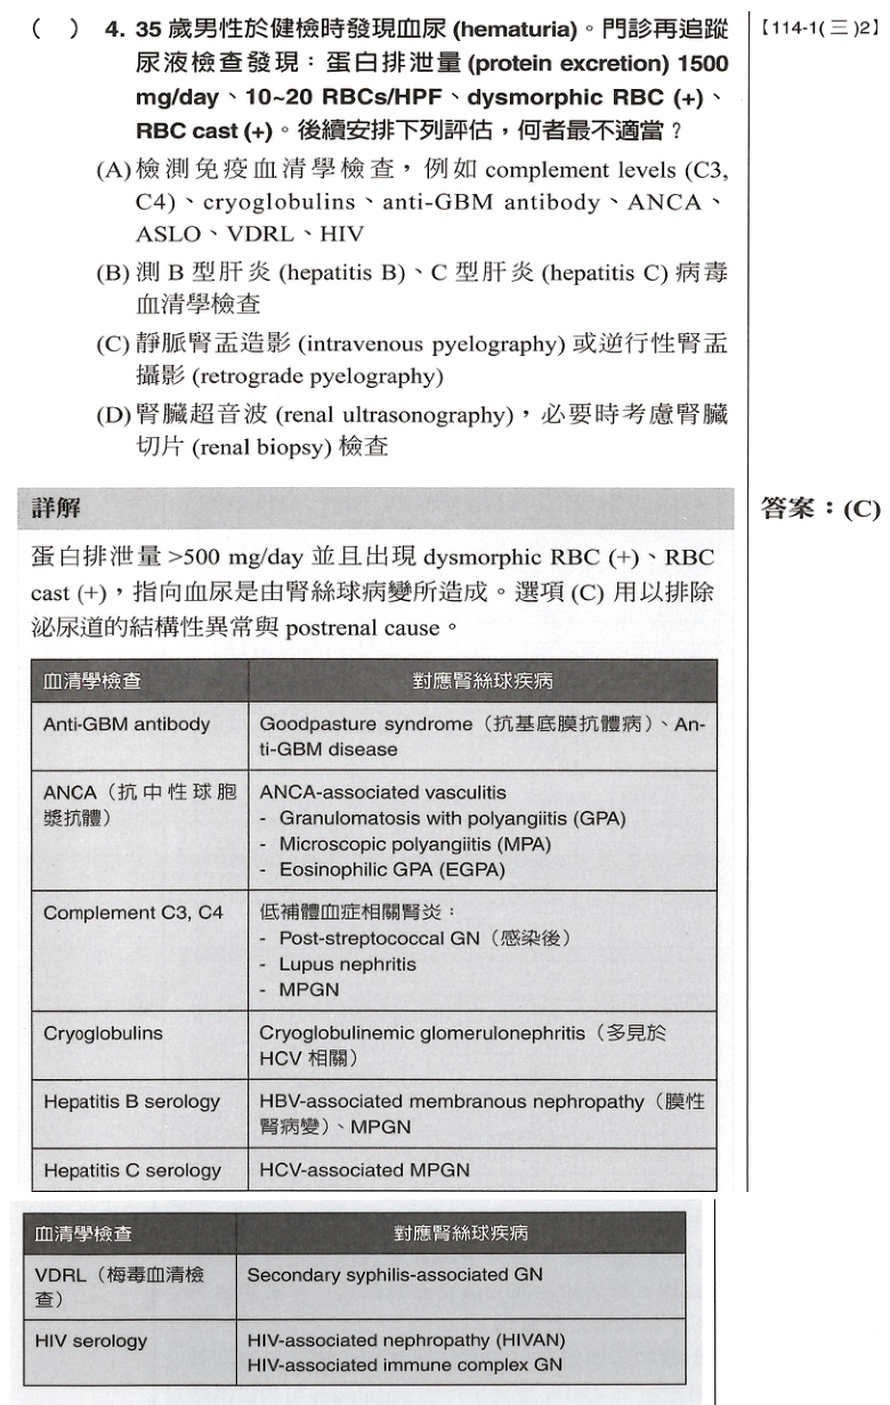 (　) 4. 35 歲男性於健檢時發現血尿 (hematuria)。門診再追蹤
【114-1(三)2】
尿液檢查發現：蛋白排泄量 (protein excretion) 1500
mg/day、10~20 RBCs/HPF、dysmorphic RBC (+)、
RBC cast (+)。後續安排下列評估，何者最不適當？
(A) 檢測免疫血清學檢查，例如 complement levels (C3,
C4)、cryoglobulins、anti-GBM antibody、ANCA、
ASLO、VDRL、HIV
(B) 測 B 型肝炎 (hepatitis B)、C 型肝炎 (hepatitis C) 病毒
血清學檢查
(C) 靜脈腎盂造影 (intravenous pyelography) 或逆行性腎盂
攝影 (retrograde pyelography)
(D) 腎臟超音波 (renal ultrasonography)，必要時考慮腎臟
切片 (renal biopsy) 檢查
詳解
答案：(C)
蛋白排泄量 >500 mg/day 並且出現 dysmorphic RBC (+)、RBC
cast (+)，指向血尿是由腎絲球病變所造成。選項 (C) 用以排除
泌尿道的結構性異常與 postrenal cause。
血清學檢查　對應腎絲球疾病
Anti-GBM antibody　Goodpasture syndrome（抗基底膜抗體病）、An-
ti-GBM disease
ANCA（抗中性球胞　ANCA-associated vasculitis
漿抗體）　- Granulomatosis with polyangiitis (GPA)
- Microscopic polyangiitis (MPA)
- Eosinophilic GPA (EGPA)
Complement C3, C4　低補體血症相關腎炎：
- Post-streptococcal GN（感染後）
- Lupus nephritis
- MPGN
Cryoglobulins　Cryoglobulinemic glomerulonephritis（多見於
HCV 相關）
Hepatitis B serology　HBV-associated membranous nephropathy（膜性
腎病變）、MPGN
Hepatitis C serology　HCV-associated MPGN
血清學檢查　對應腎絲球疾病
VDRL（梅毒血清檢　Secondary syphilis-associated GN
查）
HIV serology　HIV-associated nephropathy (HIVAN)
HIV-associated immune complex GN